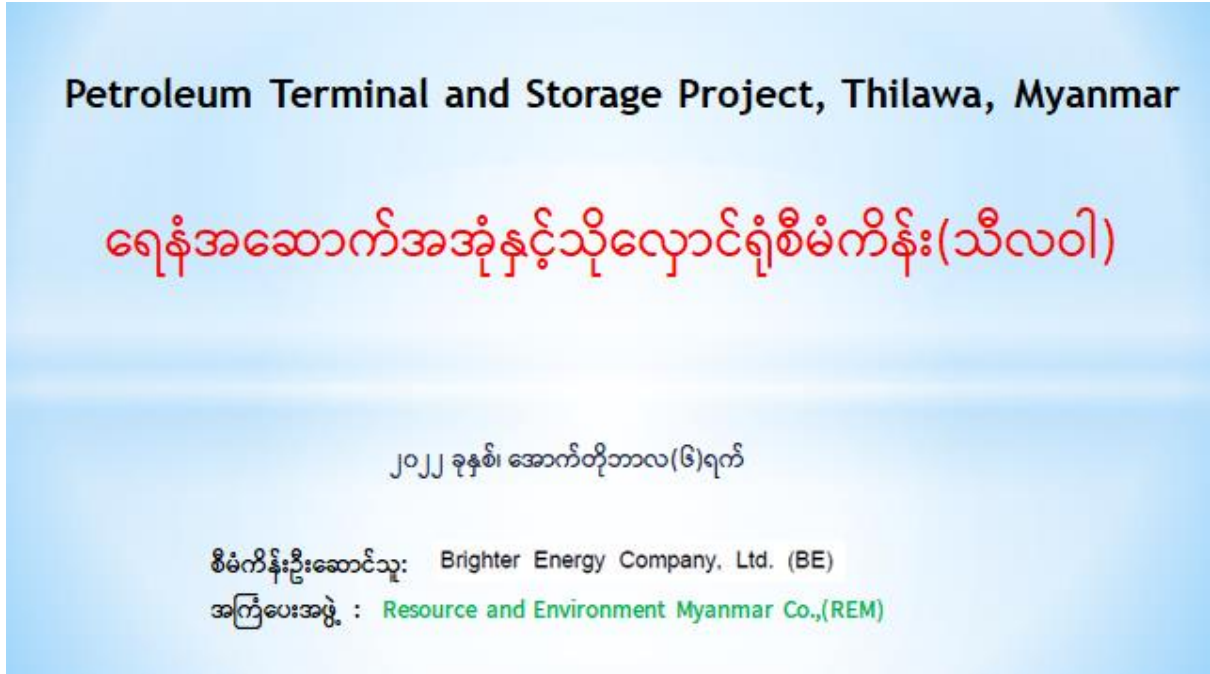 Petroleum Terminal and Storage Project, Thilawa, Myanmar
ရေနံအဆောက်အအုံနှင့်သိုလှောင်ရုံစီမံကိန်း(သီလဝါ)
၂၀၂၂ ခုနှစ်၊ အောက်တိုဘာလ(၆)ရက်
စီမံကိန်းဦးဆောင်သူ: Brighter Energy Company, Ltd. (BE)
အကြံပေးအဖွဲ့ : Resource and Environment Myanmar Co.,(REM)